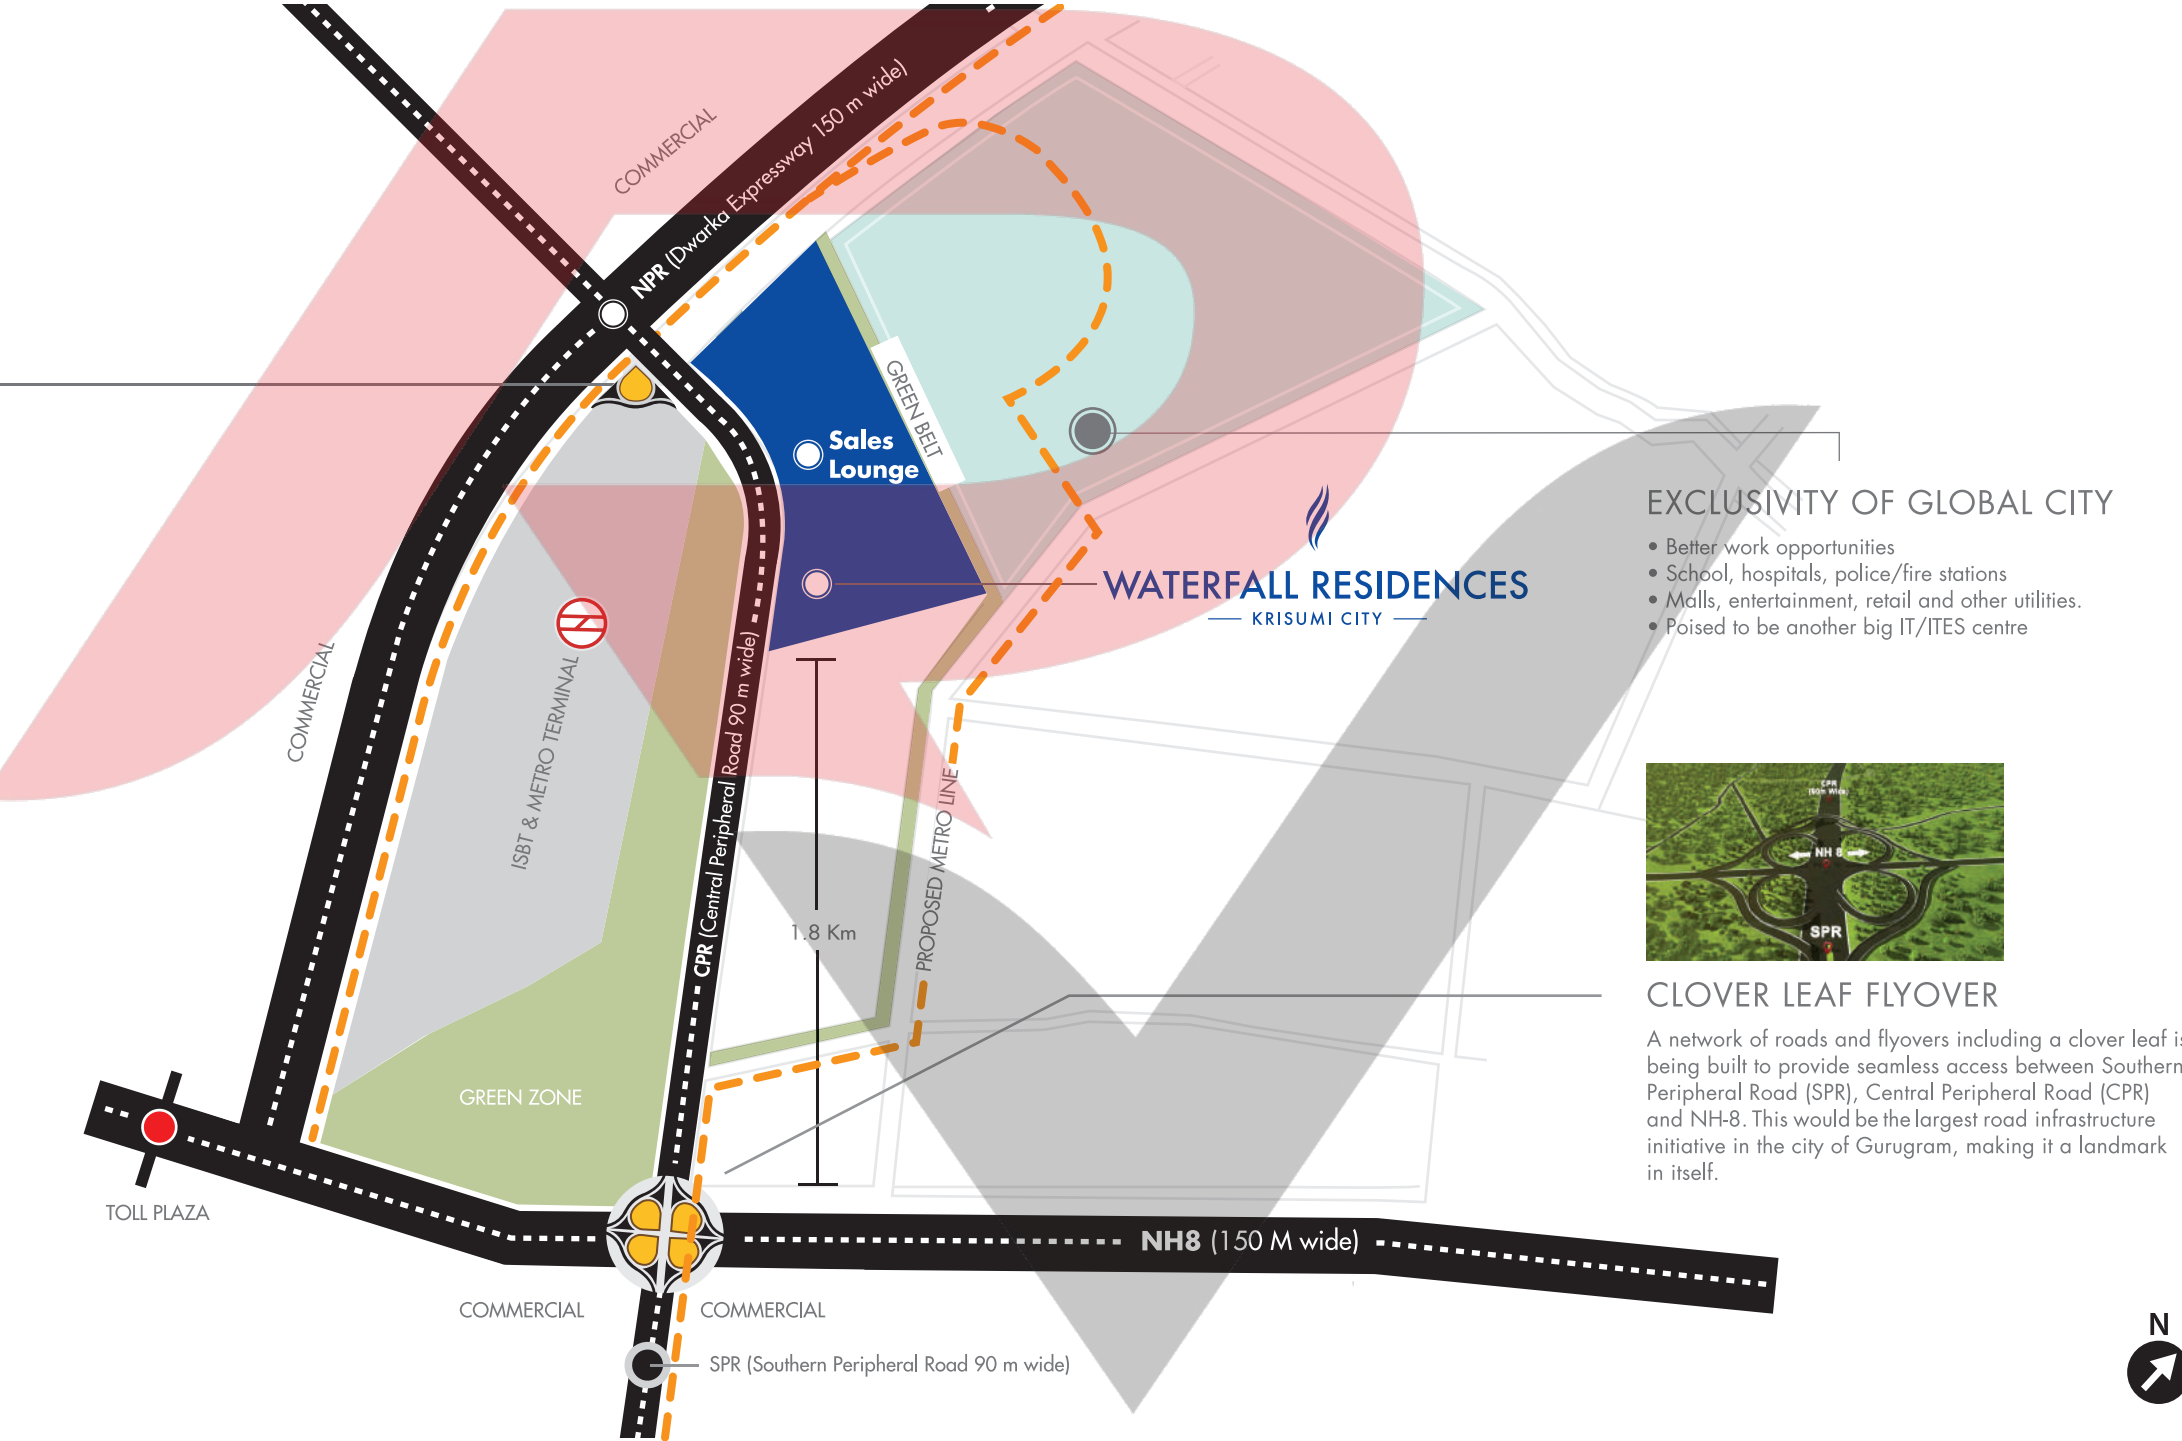 COMMERCIAL
NPR (Dwarka Expressway 150 m wide)
GREEN BELT
Sales
Lounge
WATERFALL RESIDENCES
KRISUMI CITY
EXCLUSIVITY OF GLOBAL CITY
• Better work opportunities
• School, hospitals, police/fire stations
• Malls, entertainment, retail and other utilities.
• Poised to be another big IT/ITES centre
COMMERCIAL
ISBT & METRO TERMINAL
CPR (Central Peripheral Road 90 m wide)
1.8 Km
PROPOSED METRO LINE
CPR
(90m Wide)
NH 8
SPR
CLOVER LEAF FLYOVER
A network of roads and flyovers including a clover leaf is
being built to provide seamless access between Southern
Peripheral Road (SPR), Central Peripheral Road (CPR)
and NH-8. This would be the largest road infrastructure
initiative in the city of Gurugram, making it a landmark
in itself.
GREEN ZONE
TOLL PLAZA
NH8 (150 M wide)
COMMERCIAL
COMMERCIAL
SPR (Southern Peripheral Road 90 m wide)
N